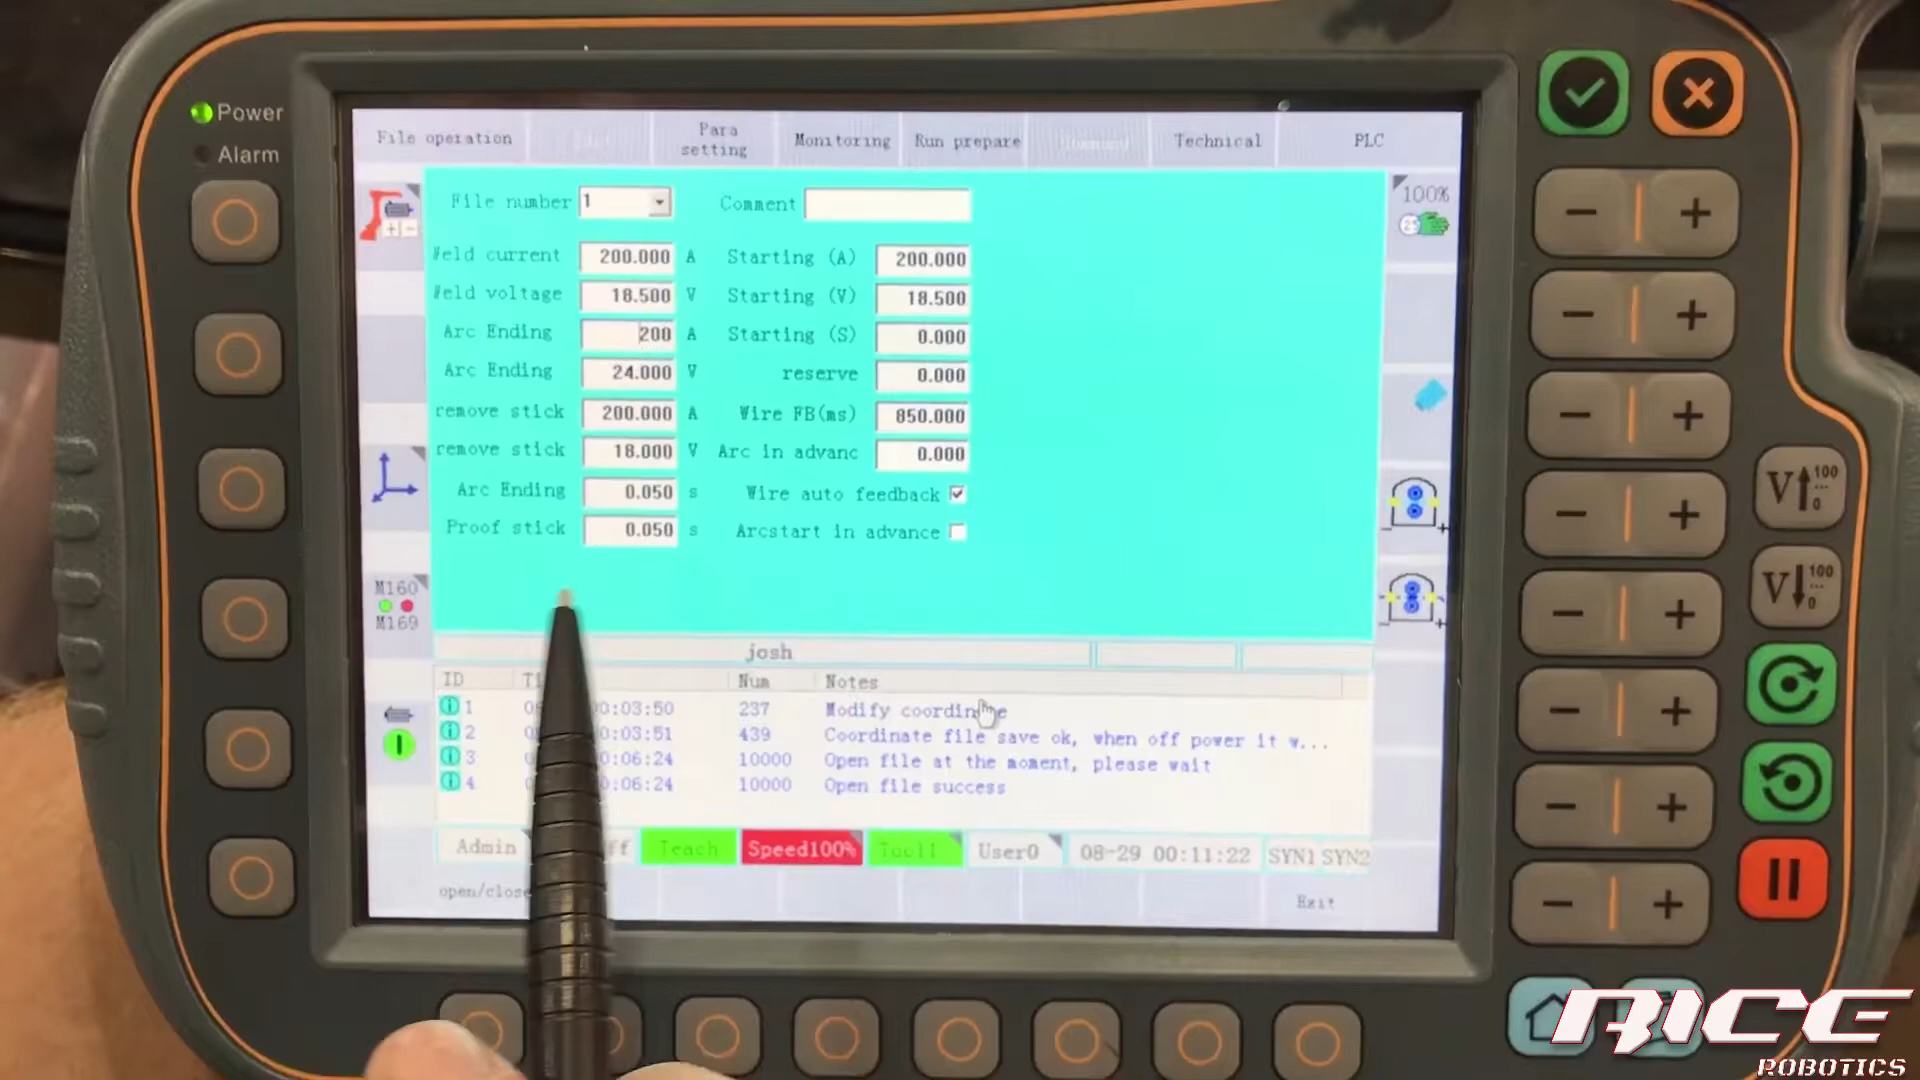 Power
Alarm
File operation
Para setting
Monitoring
Run prepare
Technical
PLC
File number 1
Comment
Weld current 200.000 A
Starting (A) 200.000
Weld voltage 18.500 V
Starting (V) 18.500
Arc Ending 200 A
Starting (S) 0.000
Arc Ending 24.000 V
reserve 0.000
remove stick 200.000 A
Wire FB(ms) 850.000
remove stick 18.000 V
Arc in advanc 0.000
Arc Ending 0.050 s
Wire auto feedback
Proof stick 0.050 s
Arcstart in advance
100%
M160
M169
josh
ID Num Notes
1 0:03:50 237 Modify
2 0:03:51 439 Coordinate file save ok, when off power it w...
3 0:06:24 10000 Open file at the moment, please wait
4 0:06:24 10000 Open file success
Admin Teach Speed100% Tool1 User0 08-29 00:11:22 SYN1 SYN2
Exit
V 100 ... 0
V 100 ... 0
RICE
ROBOTICS